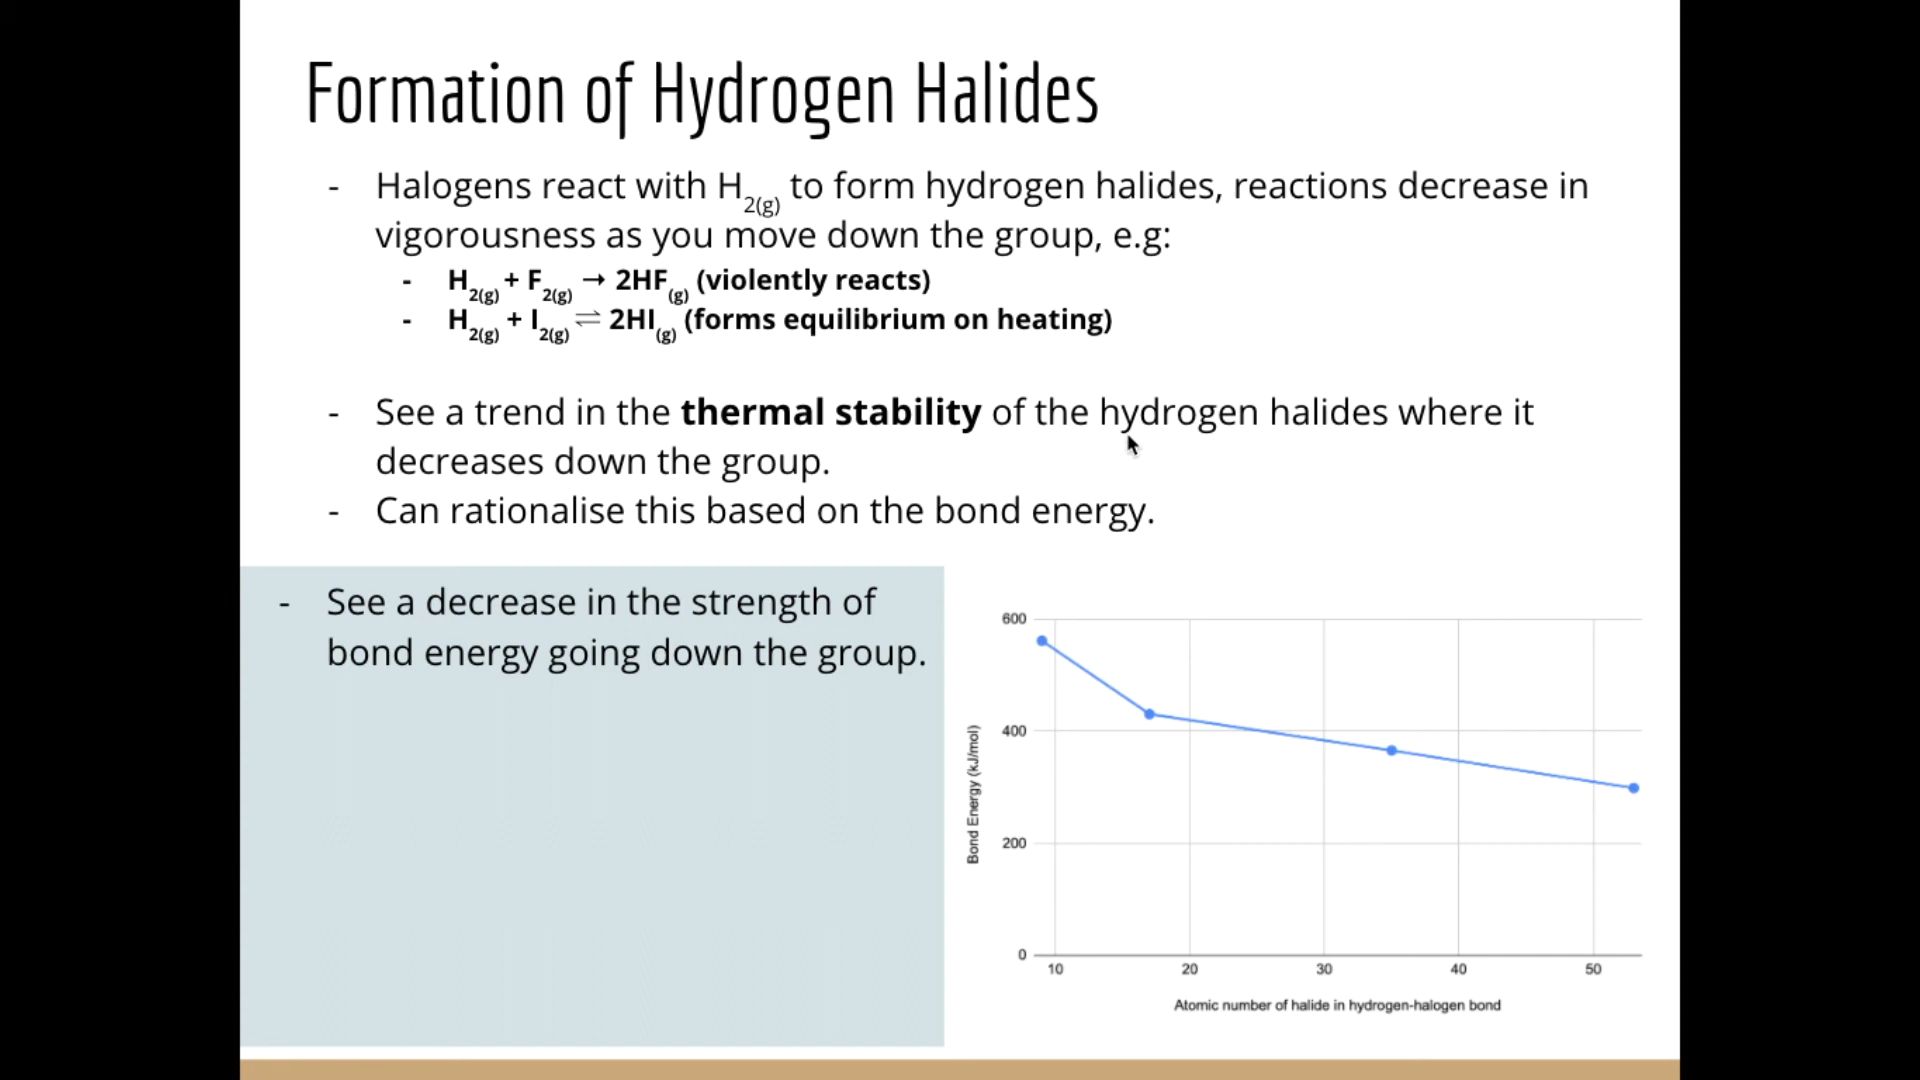 Formation of Hydrogen Halides
- Halogens react with H2(g) to form hydrogen halides, reactions decrease in
vigorousness as you move down the group, e.g:
- H2(g) + F2(g) → 2HF(g) (violently reacts)
- H2(g) + I2(g) ⇌ 2HI(g) (forms equilibrium on heating)
- See a trend in the thermal stability of the hydrogen halides where it
decreases down the group.
- Can rationalise this based on the bond energy.
- See a decrease in the strength of
bond energy going down the group.
Bond Energy (kJ/mol)
600
400
200
0
10 20 30 40 50
Atomic number of halide in hydrogen-halogen bond